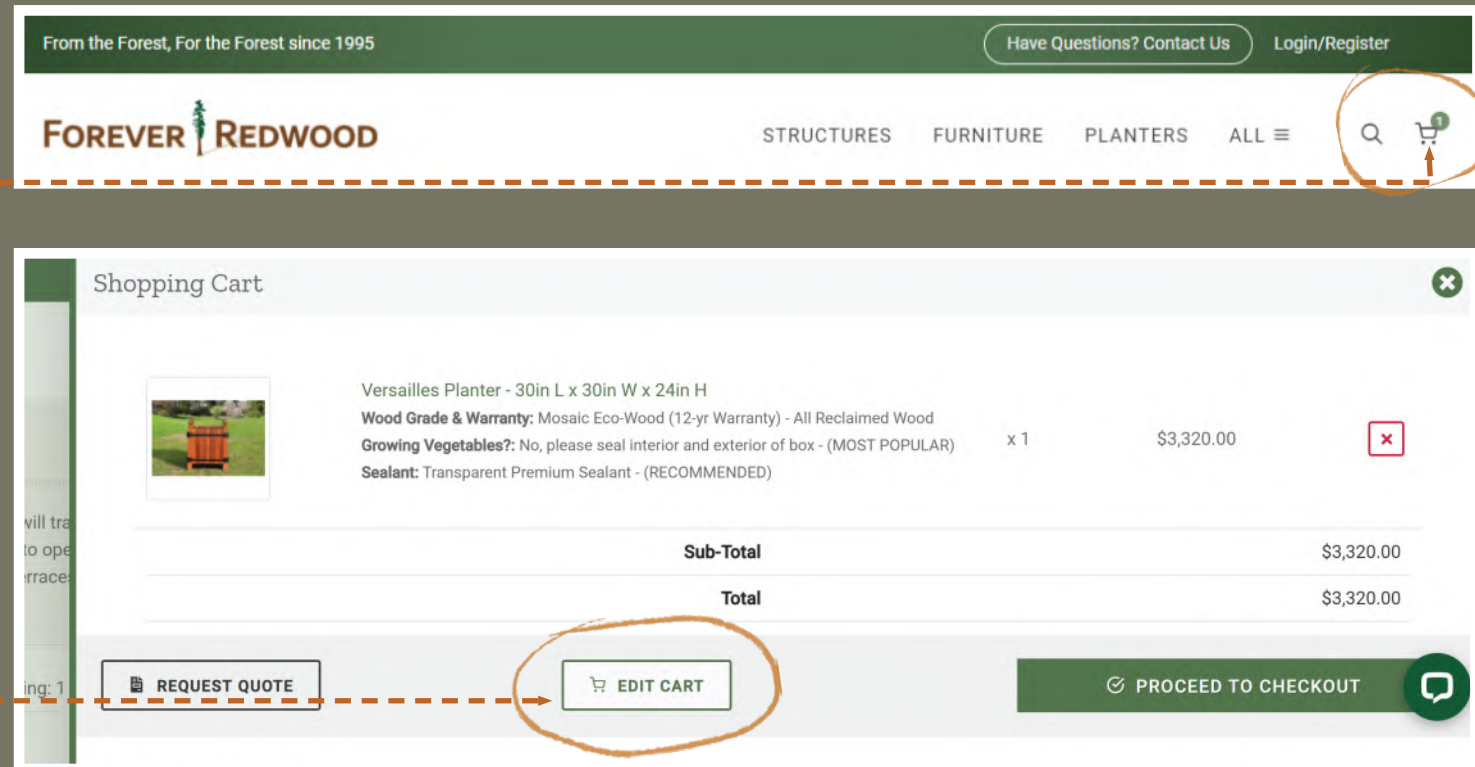 From the Forest, For the Forest since 1995
Have Questions? Contact Us
Login/Register
FOREVER REDWOOD
STRUCTURES FURNITURE PLANTERS ALL
1
Shopping Cart
Versailles Planter - 30in L x 30in W x 24in H
Wood Grade & Warranty: Mosaic Eco-Wood (12-yr Warranty) - All Reclaimed Wood
Growing Vegetables?: No, please seal interior and exterior of box - (MOST POPULAR)
Sealant: Transparent Premium Sealant - (RECOMMENDED)
x 1
$3,320.00
will tra
to ope
errace
Sub-Total $3,320.00
Total $3,320.00
ing: 1
REQUEST QUOTE
EDIT CART
PROCEED TO CHECKOUT